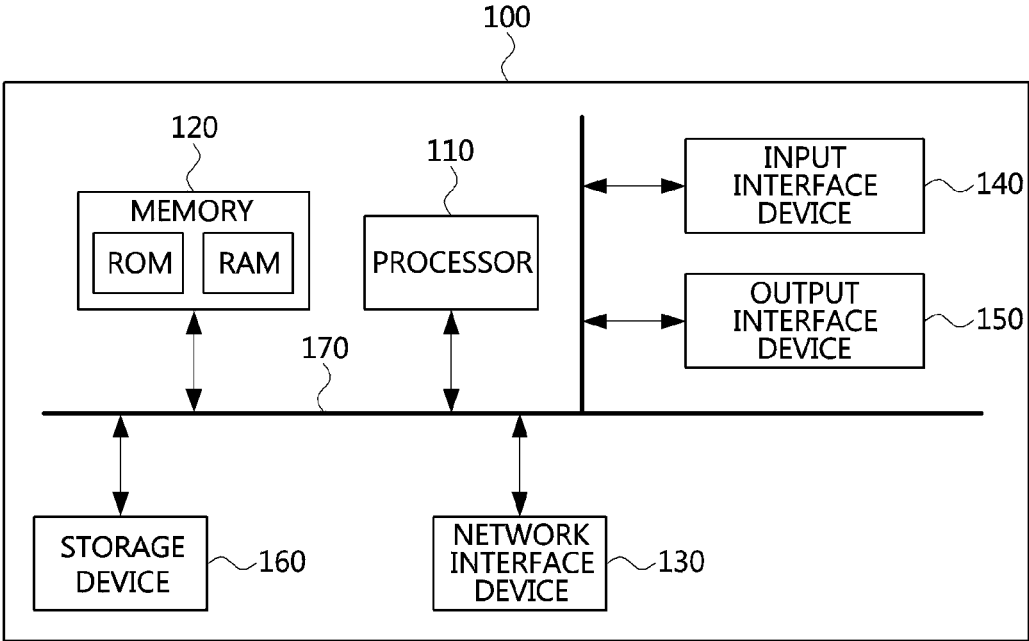 100
120
110
MEMORY
ROM
RAM
PROCESSOR
INPUT
INTERFACE
DEVICE
140
OUTPUT
INTERFACE
DEVICE
150
170
STORAGE
DEVICE
160
NETWORK
INTERFACE
DEVICE
130